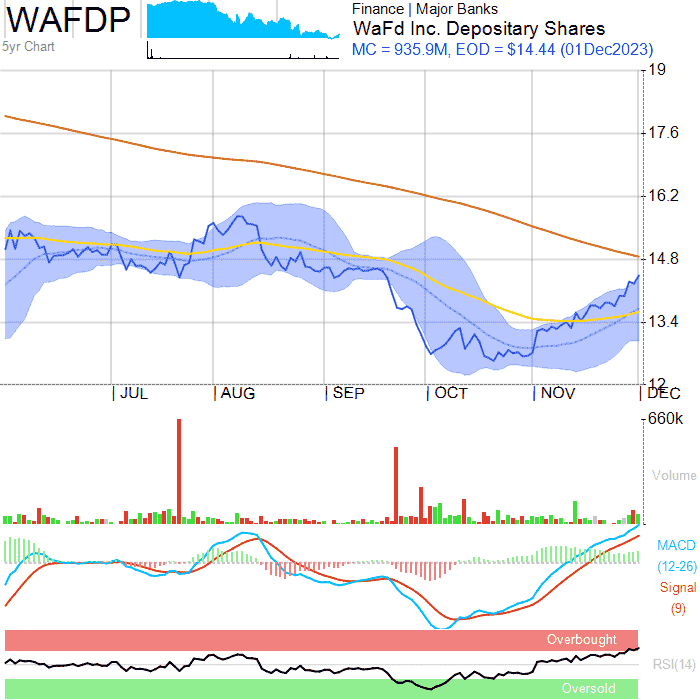 WAFDP
5yr Chart
Finance | Major Banks
WaFd Inc. Depositary Shares
MC = 935.9M, EOD = $14.44 (01Dec2023)
19
17.6
16.2
14.8
13.4
12
JUL
AUG
SEP
OCT
NOV
DEC
660k
Volume
MACD
(12-26)
Signal
(9)
Overbought
RSI(14)
Oversold